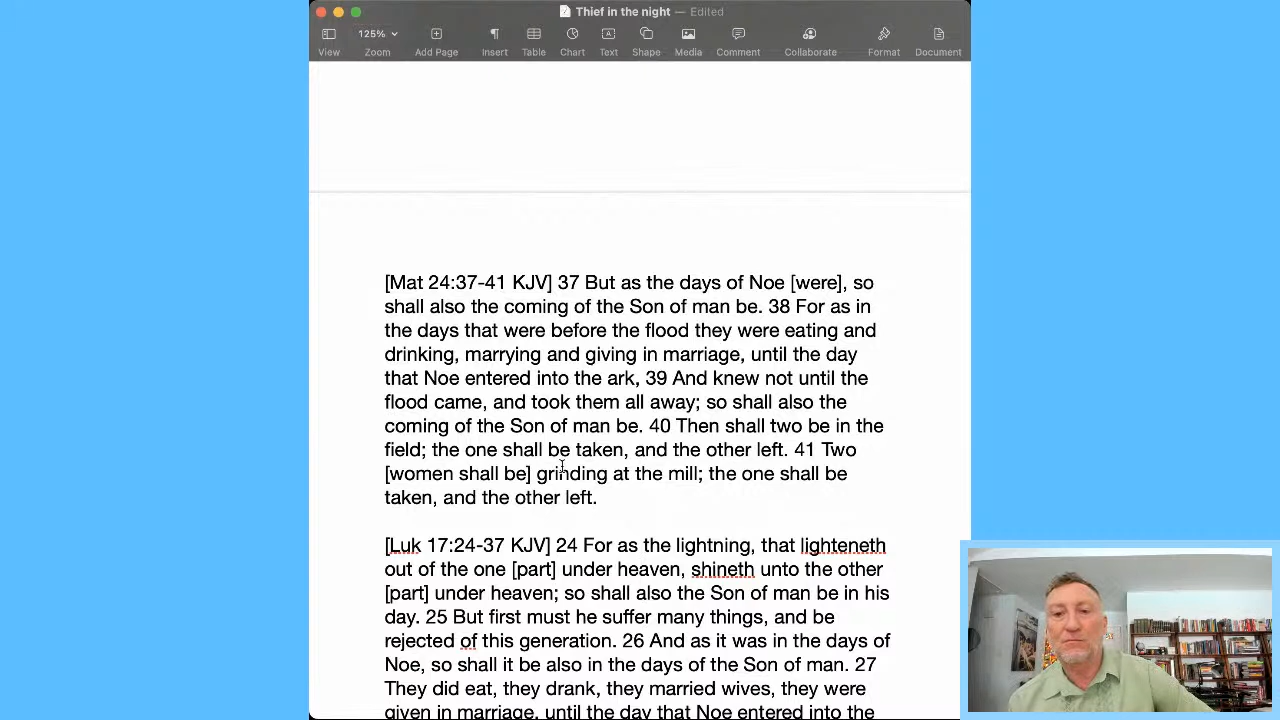 Thief in the night — Edited
125%
View Zoom Add Page Insert Table Chart Text Shape Media Comment Collaborate Format Document
[Mat 24:37-41 KJV] 37 But as the days of Noe [were], so
shall also the coming of the Son of man be. 38 For as in
the days that were before the flood they were eating and
drinking, marrying and giving in marriage, until the day
that Noe entered into the ark, 39 And knew not until the
flood came, and took them all away; so shall also the
coming of the Son of man be. 40 Then shall two be in the
field; the one shall be taken, and the other left. 41 Two
[women shall be] grinding at the mill; the one shall be
taken, and the other left.
[Luk 17:24-37 KJV] 24 For as the lightning, that lighteneth
out of the one [part] under heaven, shineth unto the other
[part] under heaven; so shall also the Son of man be in his
day. 25 But first must he suffer many things, and be
rejected of this generation. 26 And as it was in the days of
Noe, so shall it be also in the days of the Son of man. 27
They did eat, they drank, they married wives, they were
given in marriage, until the day that Noe entered into the